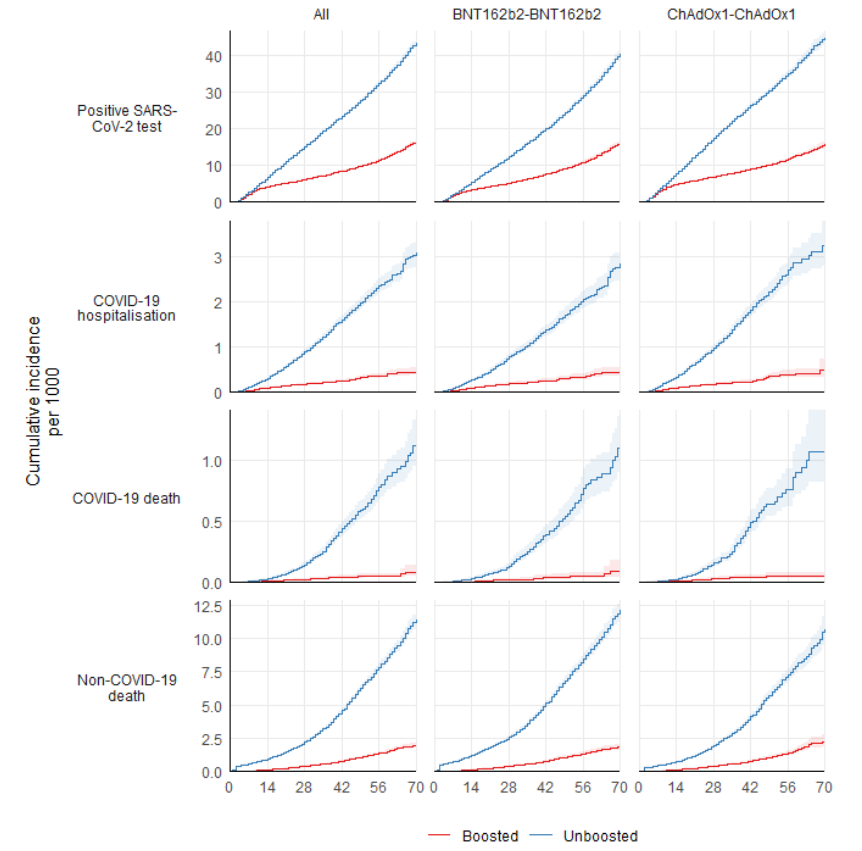 All BNT162b2-BNT162b2 ChAdOx1-ChAdOx1
Cumulative incidence
per 1000
Positive SARS-
CoV-2 test
40
30
20
10
0
COVID-19
hospitalisation
3
2
1
0
COVID-19 death
1.0
0.5
0.0
Non-COVID-19
death
12.5
10.0
7.5
5.0
2.5
0.0
0 14 28 42 56 70 0 14 28 42 56 70 0 14 28 42 56 70
Boosted Unboosted